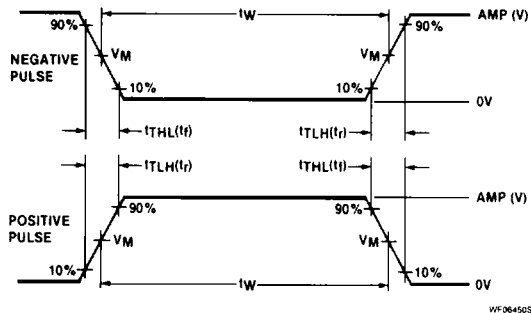 tW
AMP (V)
90%
90%
NEGATIVE
PULSE
VM
VM
10%
10%
0V
tTHL(tf)
tTLH(tr)
tTLH(tr)
tTHL(tf)
AMP (V)
90%
90%
POSITIVE
PULSE
VM
VM
10%
10%
tW
0V
WF06450S